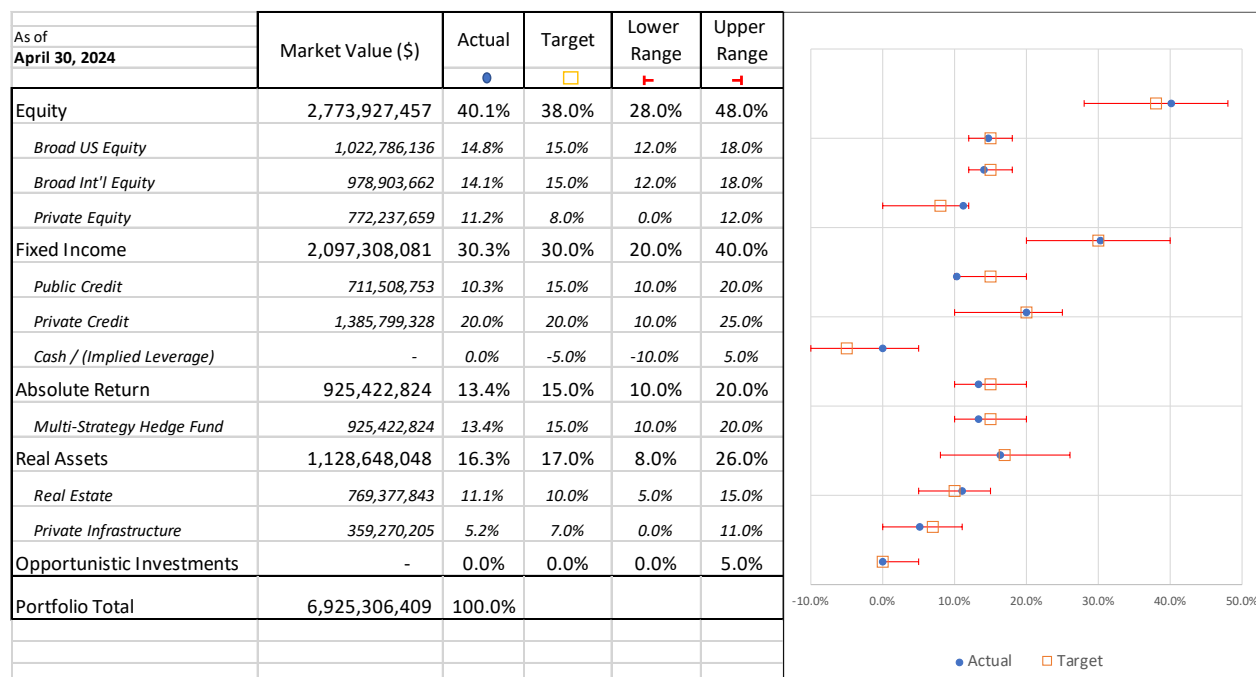 As of
April 30, 2024
Market Value ($) Actual Target Lower Range Upper Range
Equity 2,773,927,457 40.1% 38.0% 28.0% 48.0%
Broad US Equity 1,022,786,136 14.8% 15.0% 12.0% 18.0%
Broad Int'l Equity 978,903,662 14.1% 15.0% 12.0% 18.0%
Private Equity 772,237,659 11.2% 8.0% 0.0% 12.0%
Fixed Income 2,097,308,081 30.3% 30.0% 20.0% 40.0%
Public Credit 711,508,753 10.3% 15.0% 10.0% 20.0%
Private Credit 1,385,799,328 20.0% 20.0% 10.0% 25.0%
Cash / (Implied Leverage) - 0.0% -5.0% -10.0% 5.0%
Absolute Return 925,422,824 13.4% 15.0% 10.0% 20.0%
Multi-Strategy Hedge Fund 925,422,824 13.4% 15.0% 10.0% 20.0%
Real Assets 1,128,648,048 16.3% 17.0% 8.0% 26.0%
Real Estate 769,377,843 11.1% 10.0% 5.0% 15.0%
Private Infrastructure 359,270,205 5.2% 7.0% 0.0% 11.0%
Opportunistic Investments - 0.0% 0.0% 0.0% 5.0%
Portfolio Total 6,925,306,409 100.0%
-10.0% 0.0% 10.0% 20.0% 30.0% 40.0% 50.0%
Actual Target